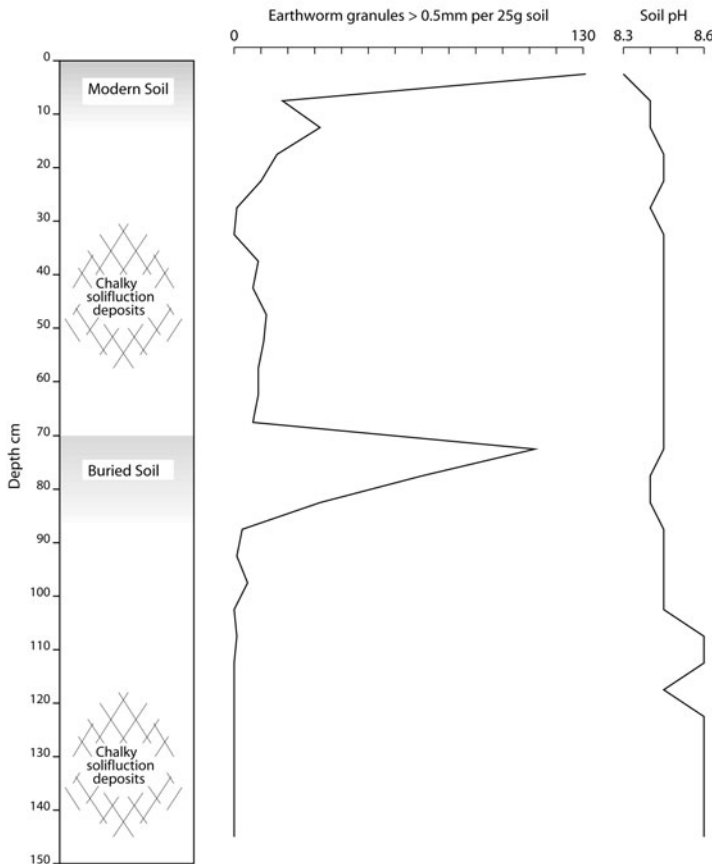 Earthworm granules > 0.5mm per 25g soil
Soil pH
0
130
8.3
8.6
0
Modern Soil
10
20
30
40
Chalky
solifluction
deposits
50
60
Depth cm
70
Buried Soil
80
90
100
110
120
130
Chalky
solifluction
deposits
140
150